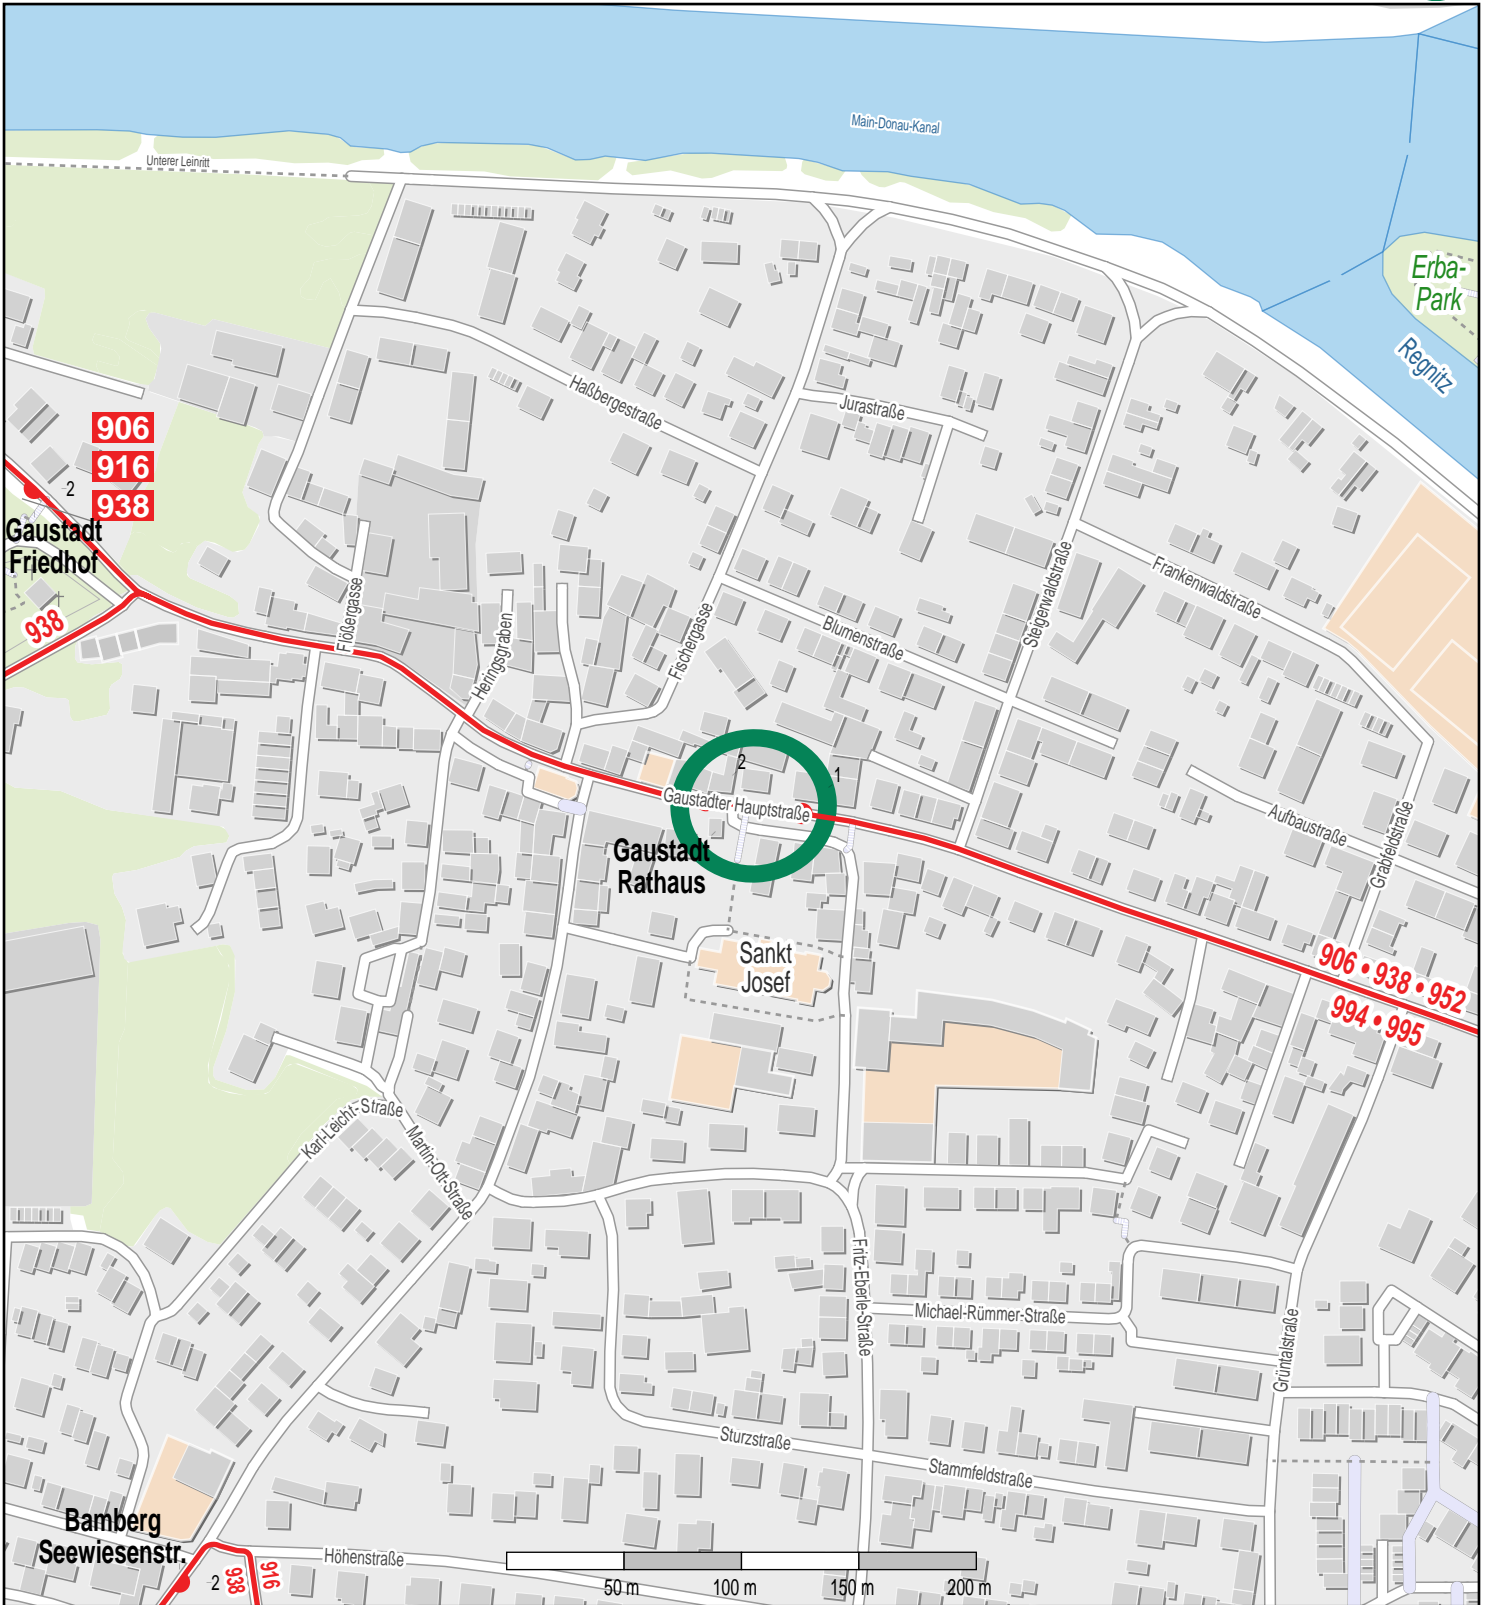 Main-Donau-Kanal
Unterer Leinritt
Erba-
Park
Regnitz
Haßbergestraße
Jurastraße
906
916
938
2
Gaustadt
Friedhof
938
Flößergasse
Heringsgraben
Fischergasse
Blumenstraße
Steigerwaldstraße
Frankenwaldstraße
2
1
Gaustadter Hauptstraße
Gaustadt
Rathaus
Aufbaustraße
Grabfeldstraße
Sankt
Josef
906 • 938 • 952
994 • 995
Karl-Leicht-Straße
Martin-Ott-Straße
Fritz-Eberle-Straße
Michael-Rümmer-Straße
Grüntalstraße
Sturzstraße
Stammfeldstraße
Bamberg
Seewiesenstr.
2
938
916
Höhenstraße
50 m
100 m
150 m
200 m